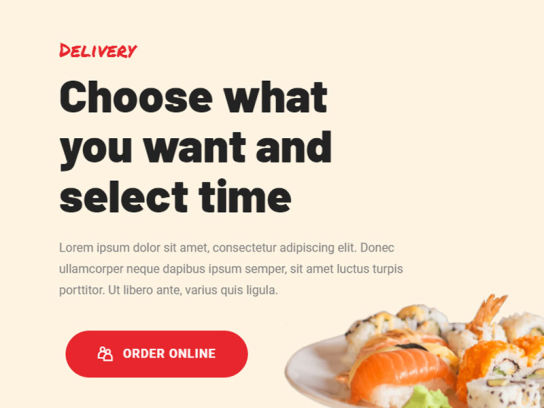 Delivery
Choose what
you want and
select time
Lorem ipsum dolor sit amet, consectetur adipiscing elit. Donec
ullamcorper neque dapibus ipsum semper, sit amet luctus turpis
porttitor. Ut libero ante, varius quis ligula.
ORDER ONLINE